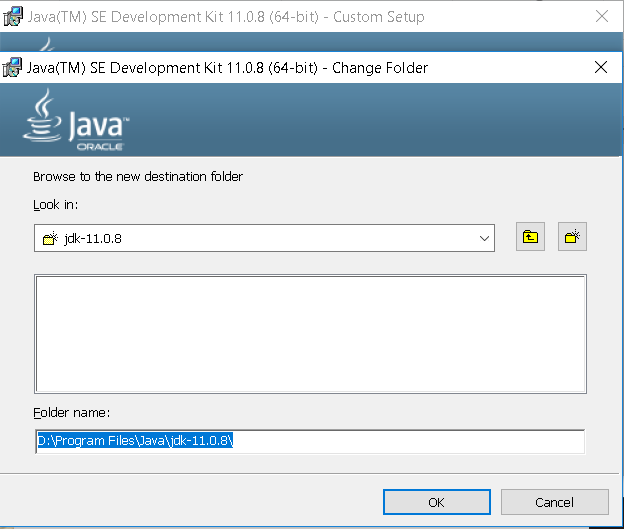 Java(TM) SE Development Kit 11.0.8 (64-bit) - Custom Setup
Java(TM) SE Development Kit 11.0.8 (64-bit) - Change Folder
Java™
ORACLE
Browse to the new destination folder
Look in:
jdk-11.0.8
Folder name:
D:\Program Files\Java\jdk-11.0.8\
OK
Cancel